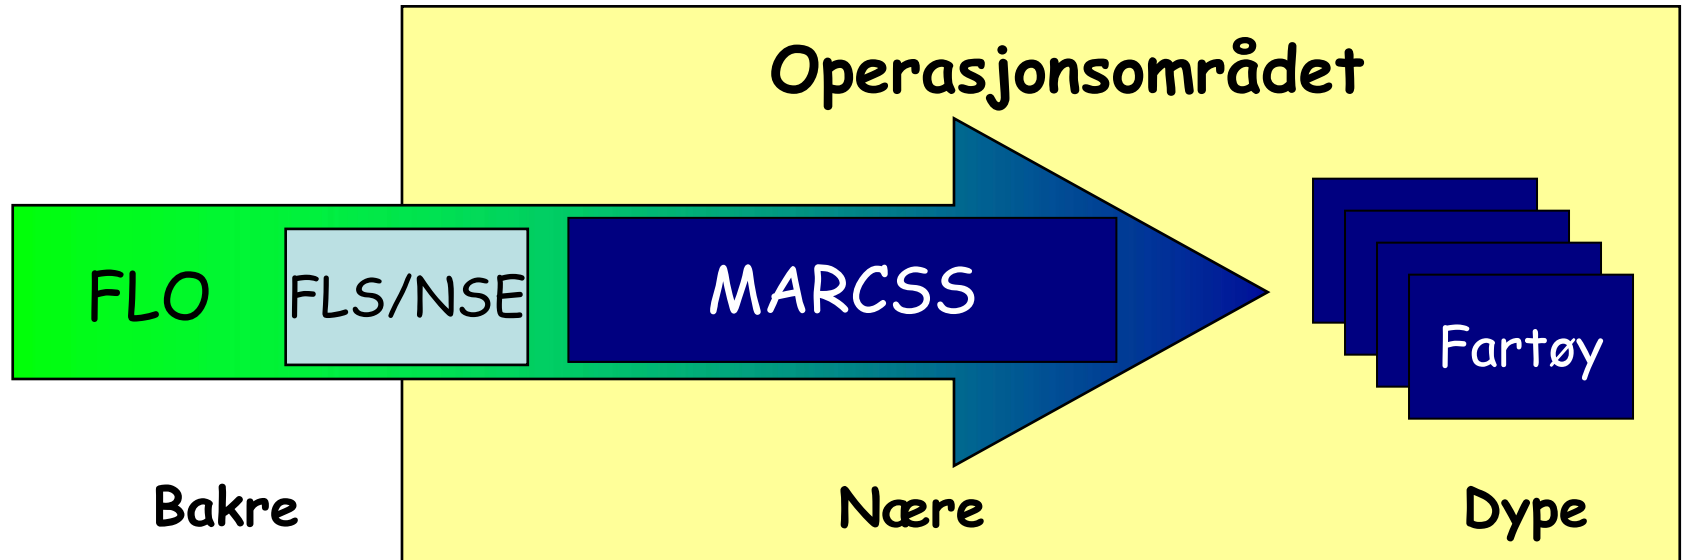 Operasjonsområdet
FLO
FLS/NSE
MARCSS
Fartøy
Bakre
Nære
Dype